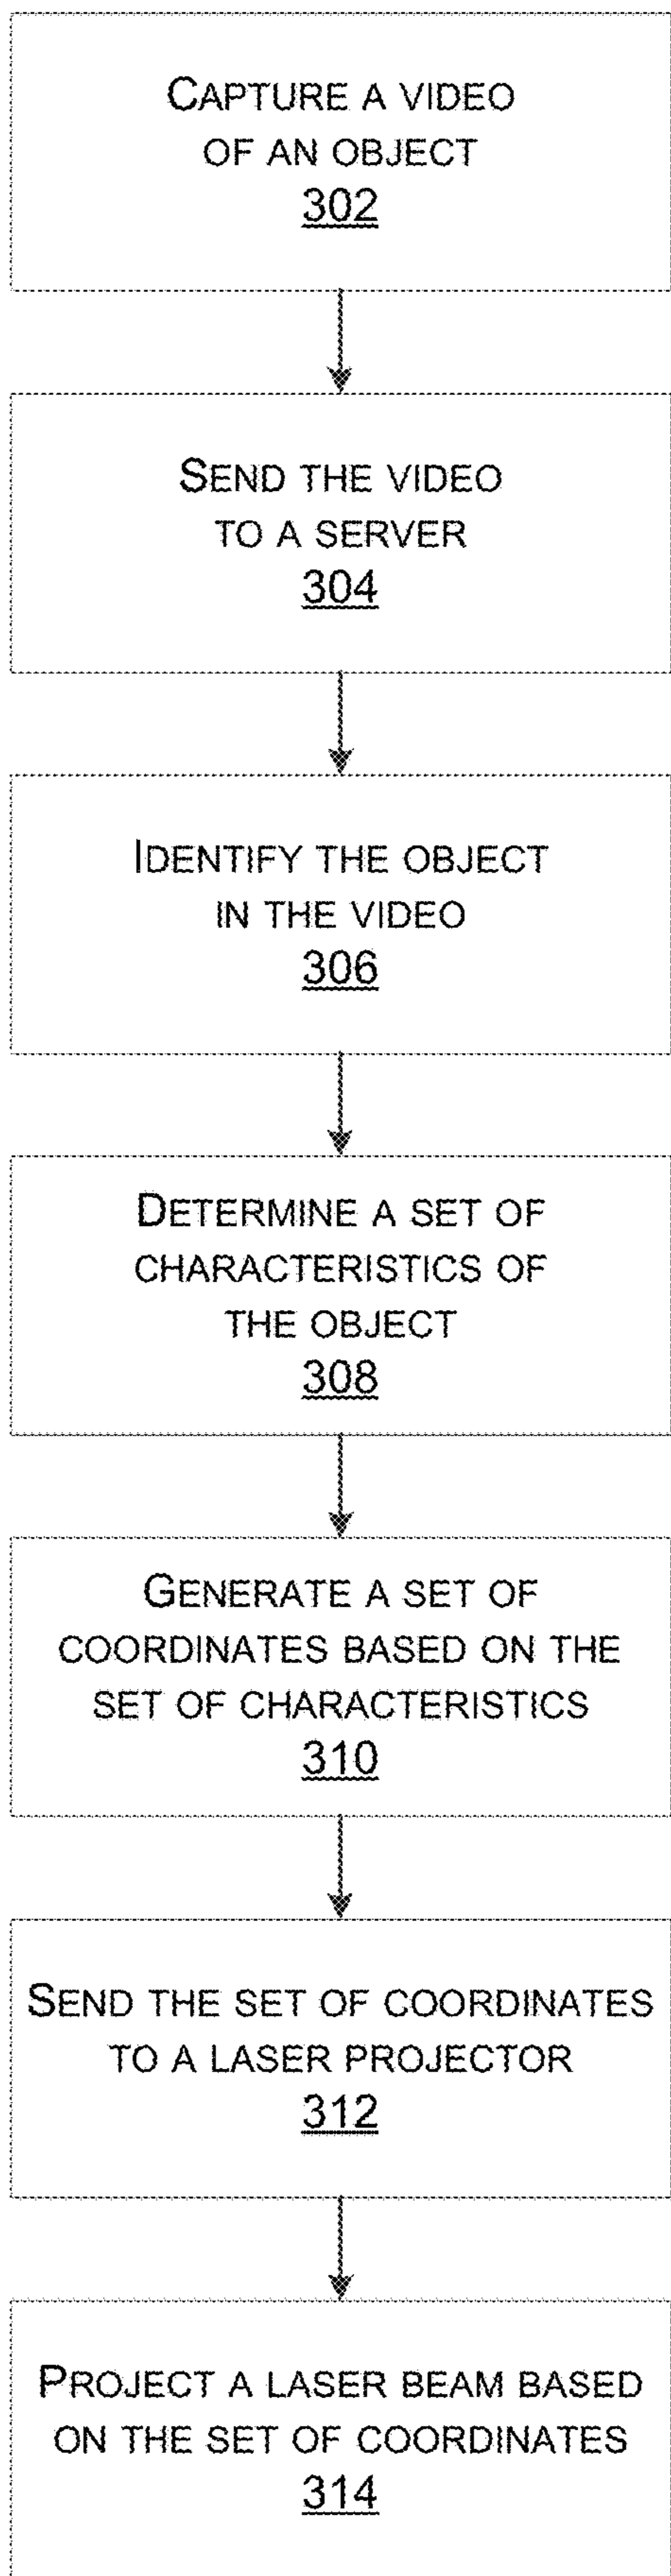 CAPTURE A VIDEO
OF AN OBJECT
302
SEND THE VIDEO
TO A SERVER
304
IDENTIFY THE OBJECT
IN THE VIDEO
306
DETERMINE A SET OF
CHARACTERISTICS OF
THE OBJECT
308
GENERATE A SET OF
COORDINATES BASED ON THE
SET OF CHARACTERISTICS
310
SEND THE SET OF COORDINATES
TO A LASER PROJECTOR
312
PROJECT A LASER BEAM BASED
ON THE SET OF COORDINATES
314